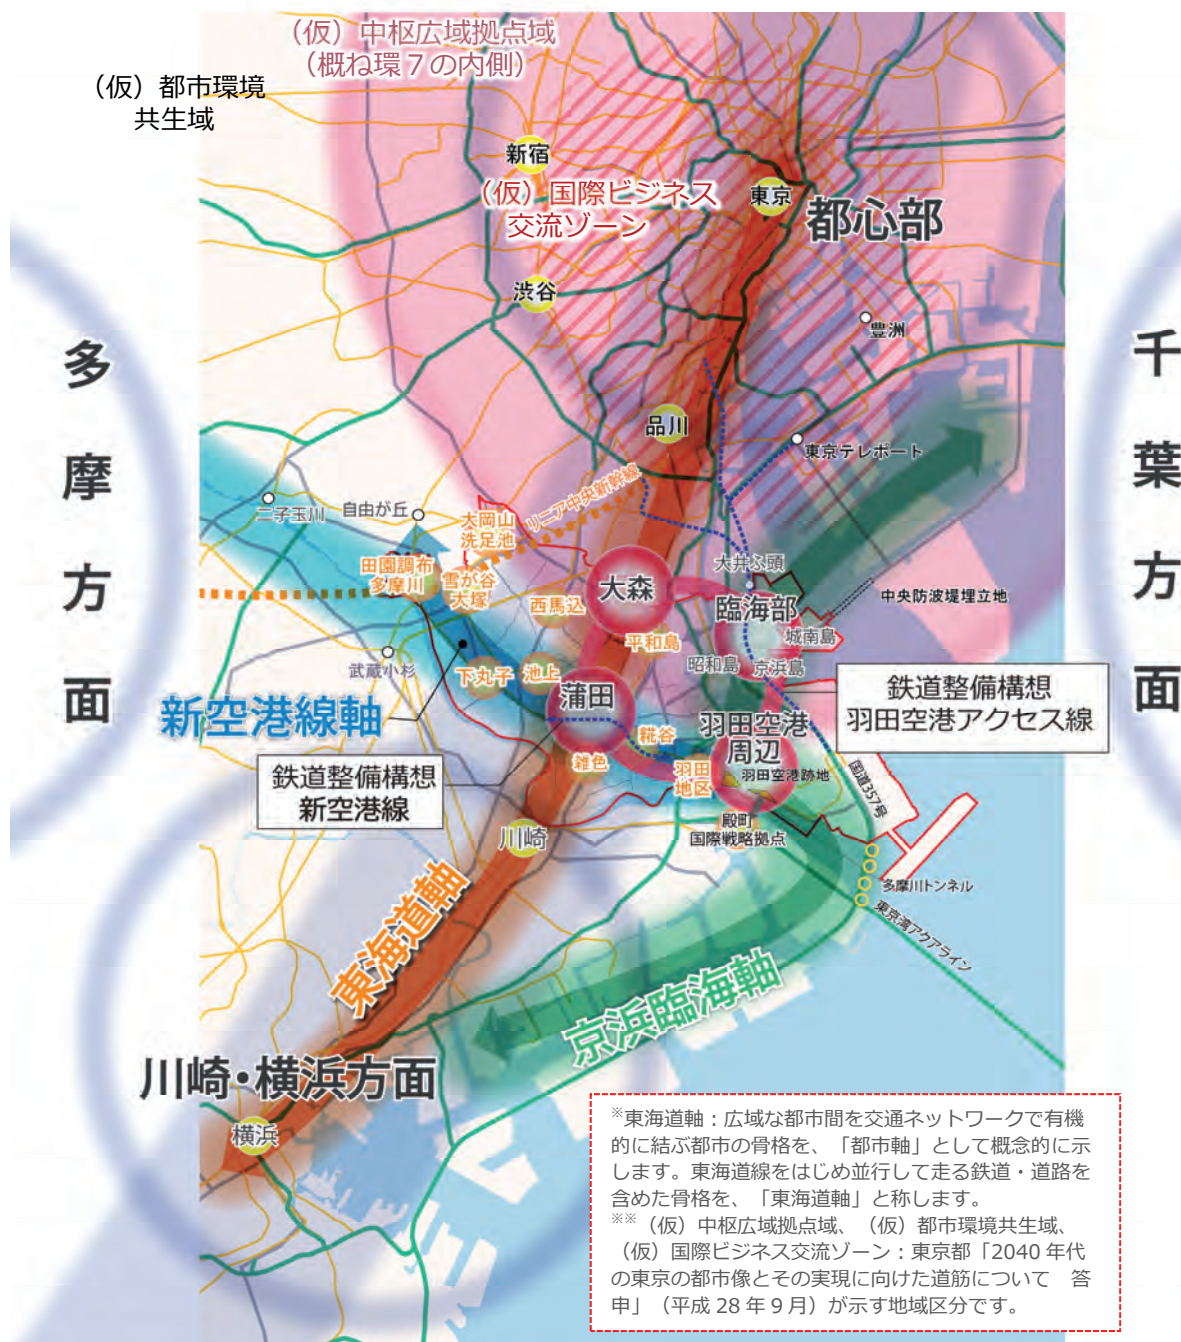 （仮）中枢広域拠点域
（概ね環７の内側）
（仮）都市環境
共生域
新宿
（仮）国際ビジネス
交流ゾーン
東京
都心部
渋谷
豊洲
多摩方面
千葉方面
品川
東京テレポート
リニア中央新幹線
二子玉川
自由が丘
大岡山
洗足池
田園調布
多摩川
雪が谷
大塚
西馬込
大森
大井ふ頭
臨海部
中央防波堤埋立地
城南島
平和島
昭和島
京浜島
武蔵小杉
下丸子
池上
蒲田
新空港線軸
鉄道整備構想
羽田空港アクセス線
羽田空港
周辺
糀谷
雑色
羽田
地区
羽田空港跡地
国道357号
鉄道整備構想
新空港線
川崎
殿町
国際戦略拠点
多摩川トンネル
東京湾アクアライン
東海道軸
京浜臨海軸
川崎・横浜方面
横浜
※東海道軸：広域な都市間を交通ネットワークで有機
的に結ぶ都市の骨格を、「都市軸」として概念的に示
します。東海道線をはじめ並行して走る鉄道・道路を
含めた骨格を、「東海道軸」と称します。
※※（仮）中枢広域拠点域、（仮）都市環境共生域、
（仮）国際ビジネス交流ゾーン：東京都「2040 年代
の東京の都市像とその実現に向けた道筋について　答
申」（平成 28 年 9 月）が示す地域区分です。